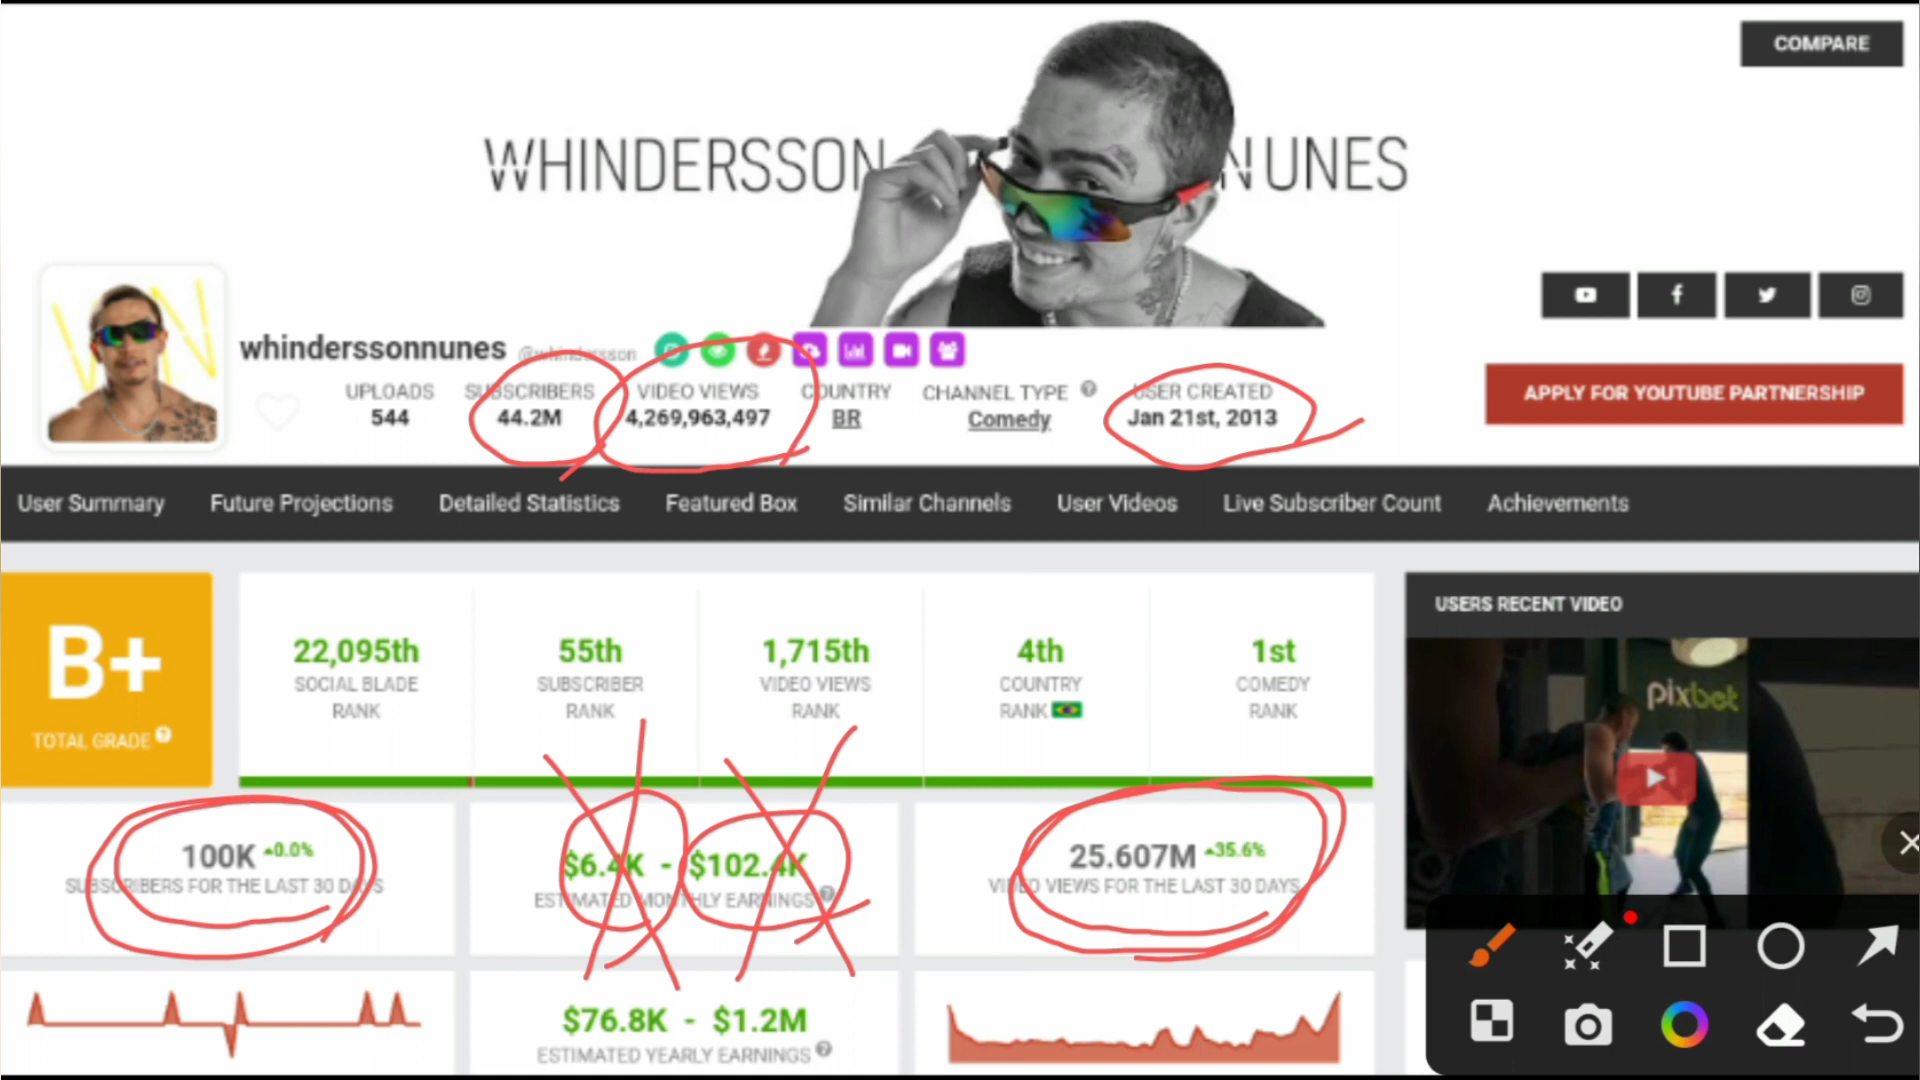 COMPARE
WHINDERSSON NUNES
whinderssonnunes @whindersson
UPLOADS
544
SUBSCRIBERS
44.2M
VIDEO VIEWS
4,269,963,497
COUNTRY
BR
CHANNEL TYPE
Comedy
USER CREATED
Jan 21st, 2013
APPLY FOR YOUTUBE PARTNERSHIP
User Summary Future Projections Detailed Statistics Featured Box Similar Channels User Videos Live Subscriber Count Achievements
B+
TOTAL GRADE
22,095th
SOCIAL BLADE
RANK
55th
SUBSCRIBER
RANK
1,715th
VIDEO VIEWS
RANK
4th
COUNTRY
RANK
1st
COMEDY
RANK
USERS RECENT VIDEO
pixbet
100K 0.0%
SUBSCRIBERS FOR THE LAST 30 DAYS
$6.4K - $102.4K
ESTIMATED MONTHLY EARNINGS
25.607M 35.6%
VIDEO VIEWS FOR THE LAST 30 DAYS
$76.8K - $1.2M
ESTIMATED YEARLY EARNINGS